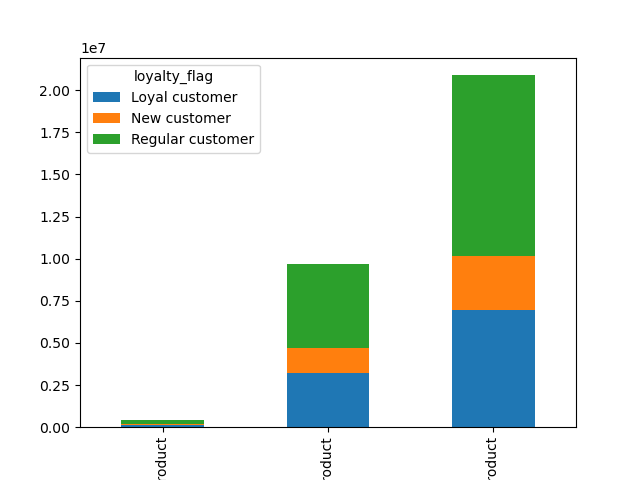 1e7
loyalty_flag
Loyal customer
New customer
Regular customer
2.00
1.75
1.50
1.25
1.00
0.75
0.50
0.25
0.00
roduct
roduct
roduct